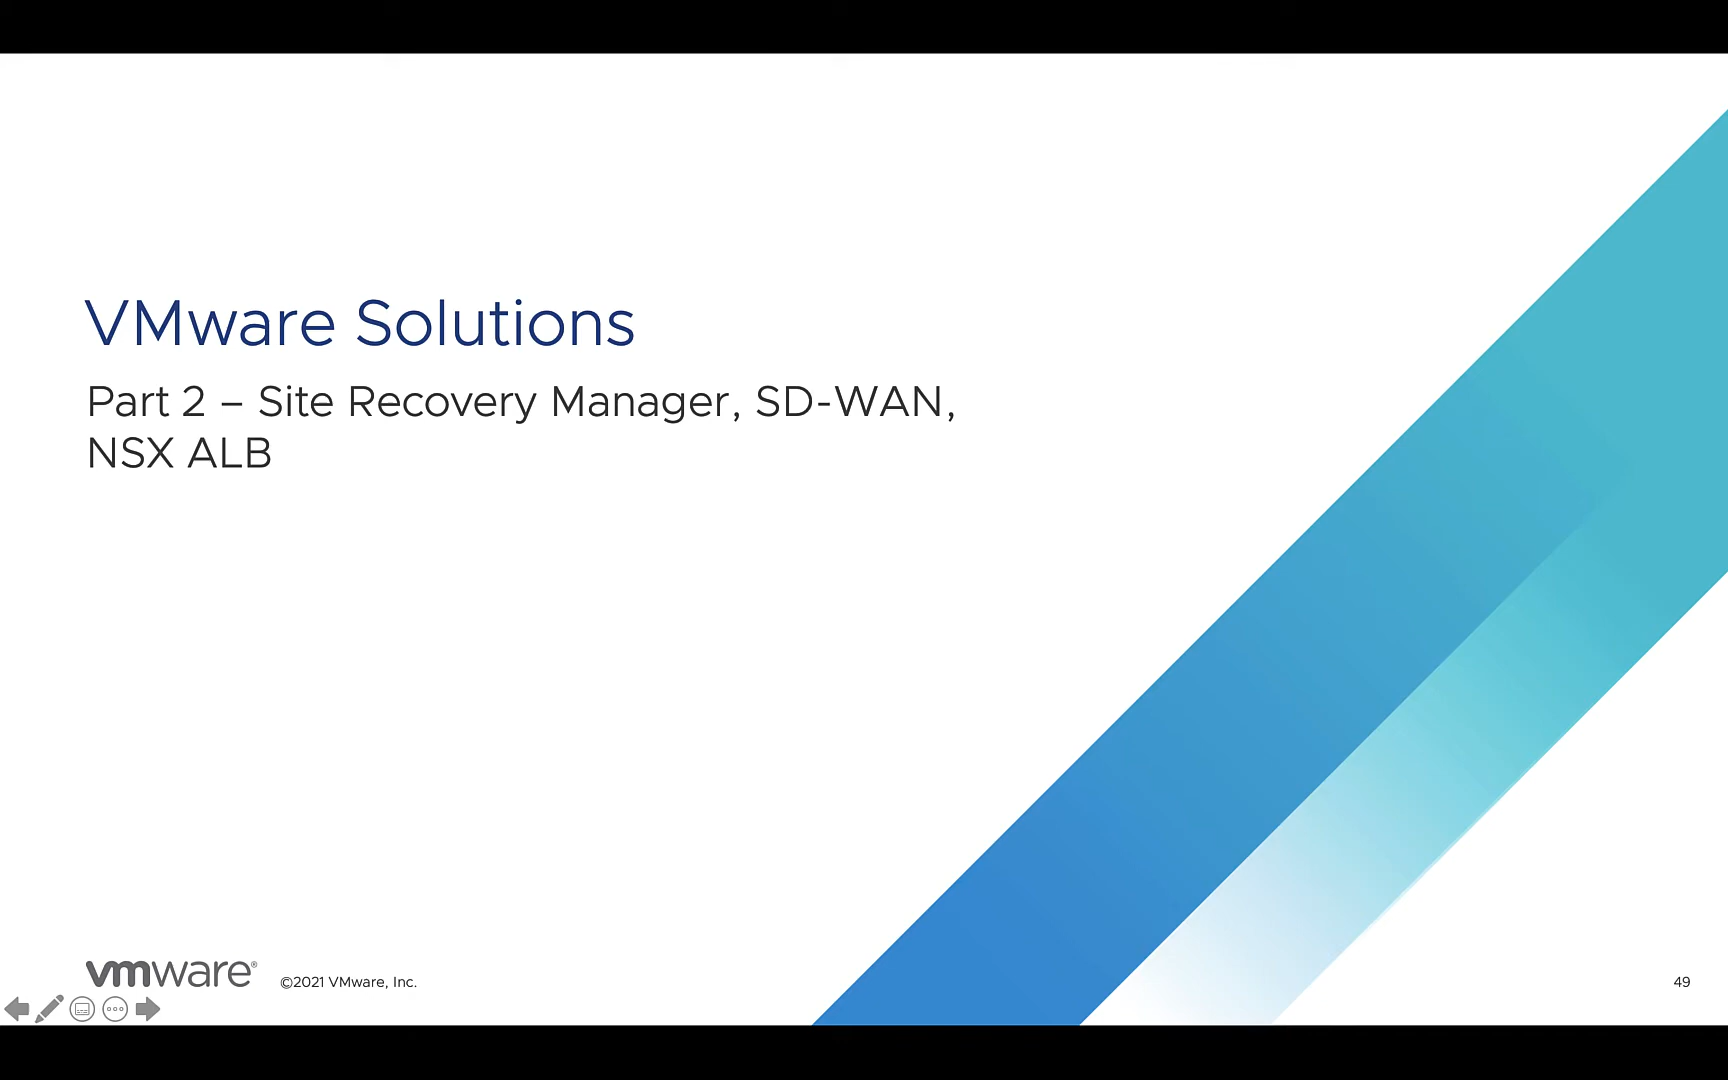 VMware Solutions
Part 2 – Site Recovery Manager, SD-WAN,
NSX ALB
vmware®
©2021 VMware, Inc.
49